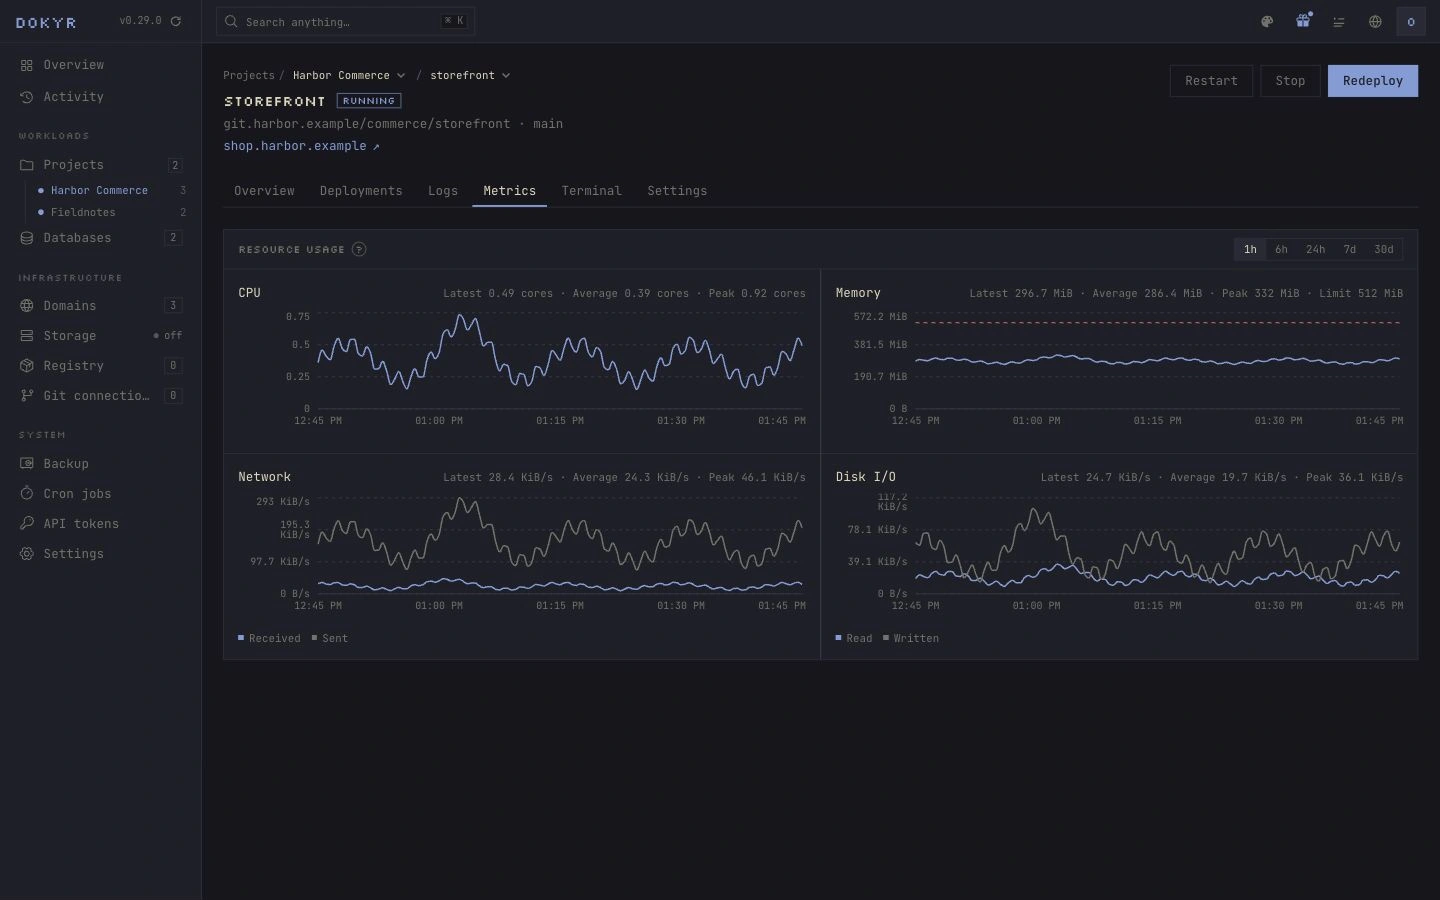 DOKYR v0.29.0
Search anything… ⌘ K
O
Overview
Activity
WORKLOADS
Projects 2
Harbor Commerce 3
Fieldnotes 2
Databases 2
INFRASTRUCTURE
Domains 3
Storage off
Registry 0
Git connectio… 0
SYSTEM
Backup
Cron jobs
API tokens
Settings
Projects / Harbor Commerce / storefront
STOREFRONT RUNNING
git.harbor.example/commerce/storefront · main
shop.harbor.example ↗
Restart Stop Redeploy
Overview Deployments Logs Metrics Terminal Settings
RESOURCE USAGE ?
1h 6h 24h 7d 30d
CPU Latest 0.49 cores · Average 0.39 cores · Peak 0.92 cores
0.75
0.5
0.25
0
12:45 PM 01:00 PM 01:15 PM 01:30 PM 01:45 PM
Memory Latest 296.7 MiB · Average 286.4 MiB · Peak 332 MiB · Limit 512 MiB
572.2 MiB
381.5 MiB
190.7 MiB
0 B
12:45 PM 01:00 PM 01:15 PM 01:30 PM 01:45 PM
Network Latest 28.4 KiB/s · Average 24.3 KiB/s · Peak 46.1 KiB/s
293 KiB/s
195.3
KiB/s
97.7 KiB/s
0 B/s
12:45 PM 01:00 PM 01:15 PM 01:30 PM 01:45 PM
Received Sent
Disk I/O Latest 24.7 KiB/s · Average 19.7 KiB/s · Peak 36.1 KiB/s
117.2
KiB/s
78.1 KiB/s
39.1 KiB/s
0 B/s
12:45 PM 01:00 PM 01:15 PM 01:30 PM 01:45 PM
Read Written